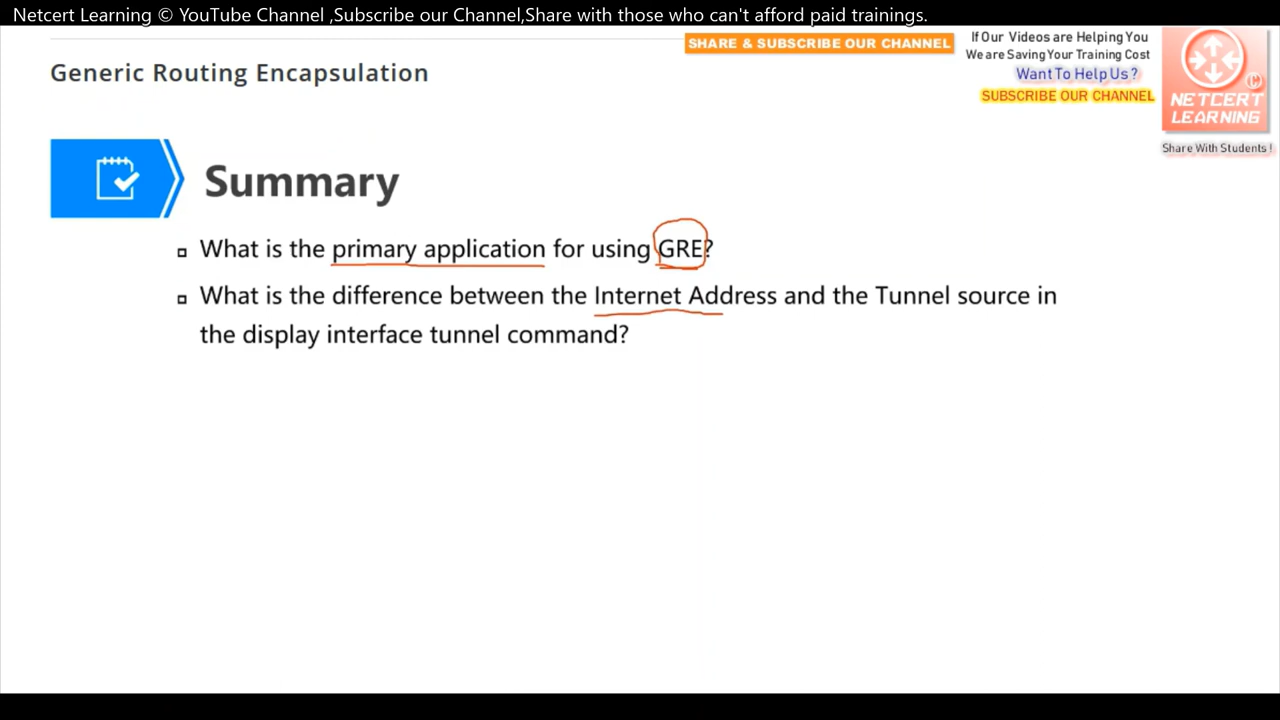 Netcert Learning © YouTube Channel ,Subscribe our Channel,Share with those who can't afford paid trainings.
SHARE & SUBSCRIBE OUR CHANNEL
If Our Videos are Helping You
We are Saving Your Training Cost
Want To Help Us ?
SUBSCRIBE OUR CHANNEL
NETCERT
LEARNING
©
Share With Students !
Generic Routing Encapsulation
Summary
What is the primary application for using GRE?
What is the difference between the Internet Address and the Tunnel source in
the display interface tunnel command?